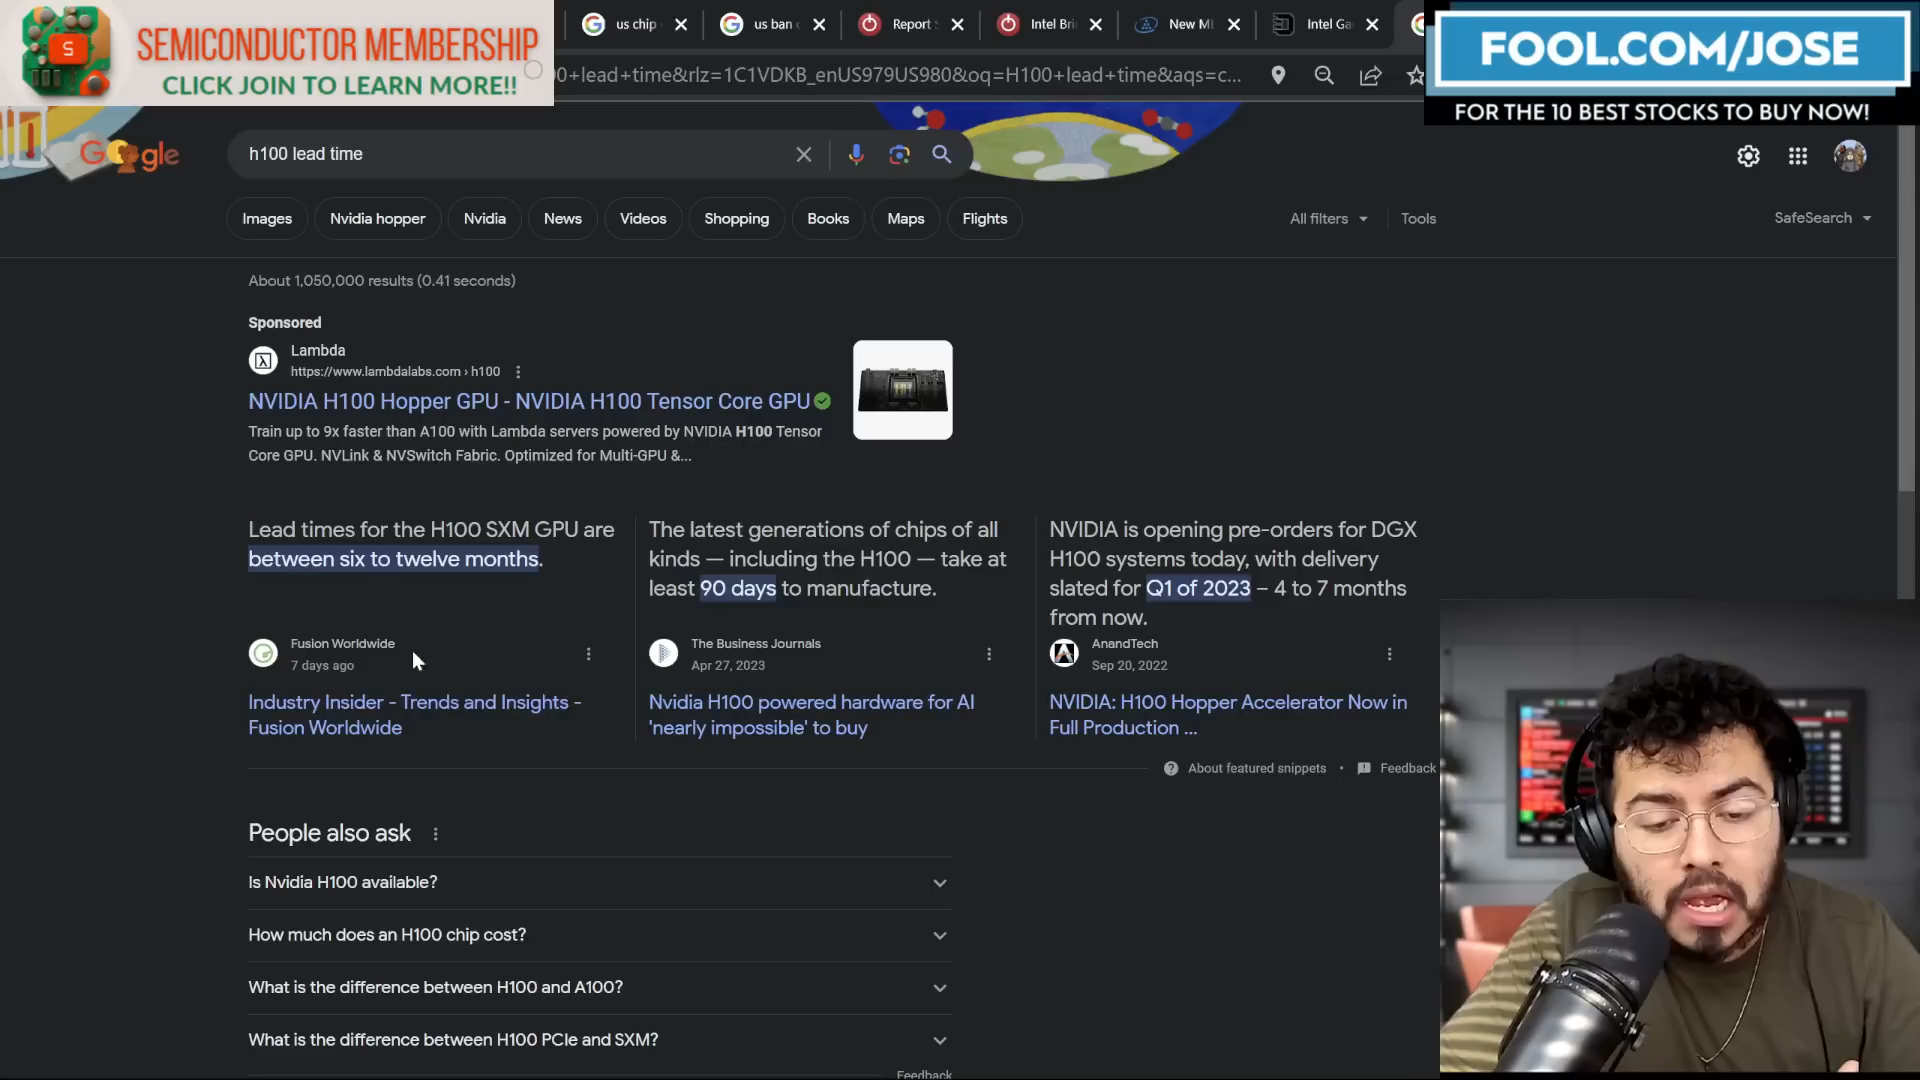 SEMICONDUCTOR MEMBERSHIP
CLICK JOIN TO LEARN MORE!!
S
us chip
us ban
Report
Intel Bri
New ML
Intel Ga
0+lead+time&rlz=1C1VDKB_enUS979US980&oq=H100+lead+time&aqs=c...
FOOL.COM/JOSE
FOR THE 10 BEST STOCKS TO BUY NOW!
Google
h100 lead time
Images
Nvidia hopper
Nvidia
News
Videos
Shopping
Books
Maps
Flights
All filters
Tools
SafeSearch
About 1,050,000 results (0.41 seconds)
Sponsored
Lambda
https://www.lambdalabs.com › h100
NVIDIA H100 Hopper GPU - NVIDIA H100 Tensor Core GPU
Train up to 9x faster than A100 with Lambda servers powered by NVIDIA H100 Tensor
Core GPU. NVLink & NVSwitch Fabric. Optimized for Multi-GPU &...
Lead times for the H100 SXM GPU are
between six to twelve months.
Fusion Worldwide
7 days ago
Industry Insider - Trends and Insights -
Fusion Worldwide
The latest generations of chips of all
kinds — including the H100 — take at
least 90 days to manufacture.
The Business Journals
Apr 27, 2023
Nvidia H100 powered hardware for AI
'nearly impossible' to buy
NVIDIA is opening pre-orders for DGX
H100 systems today, with delivery
slated for Q1 of 2023 – 4 to 7 months
from now.
AnandTech
Sep 20, 2022
NVIDIA: H100 Hopper Accelerator Now in
Full Production ...
About featured snippets
•
Feedback
People also ask
Is Nvidia H100 available?
How much does an H100 chip cost?
What is the difference between H100 and A100?
What is the difference between H100 PCIe and SXM?
Feedback